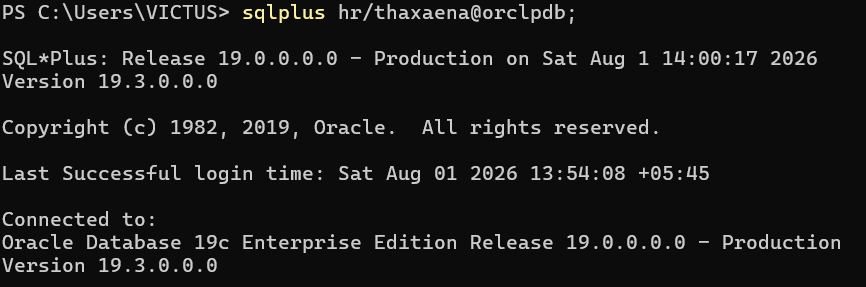 PS C:\Users\VICTUS> sqlplus hr/thaxaena@orclpdb;
SQL*Plus: Release 19.0.0.0.0 - Production on Sat Aug 1 14:00:17 2026
Version 19.3.0.0.0
Copyright (c) 1982, 2019, Oracle.  All rights reserved.
Last Successful login time: Sat Aug 01 2026 13:54:08 +05:45
Connected to:
Oracle Database 19c Enterprise Edition Release 19.0.0.0.0 - Production
Version 19.3.0.0.0